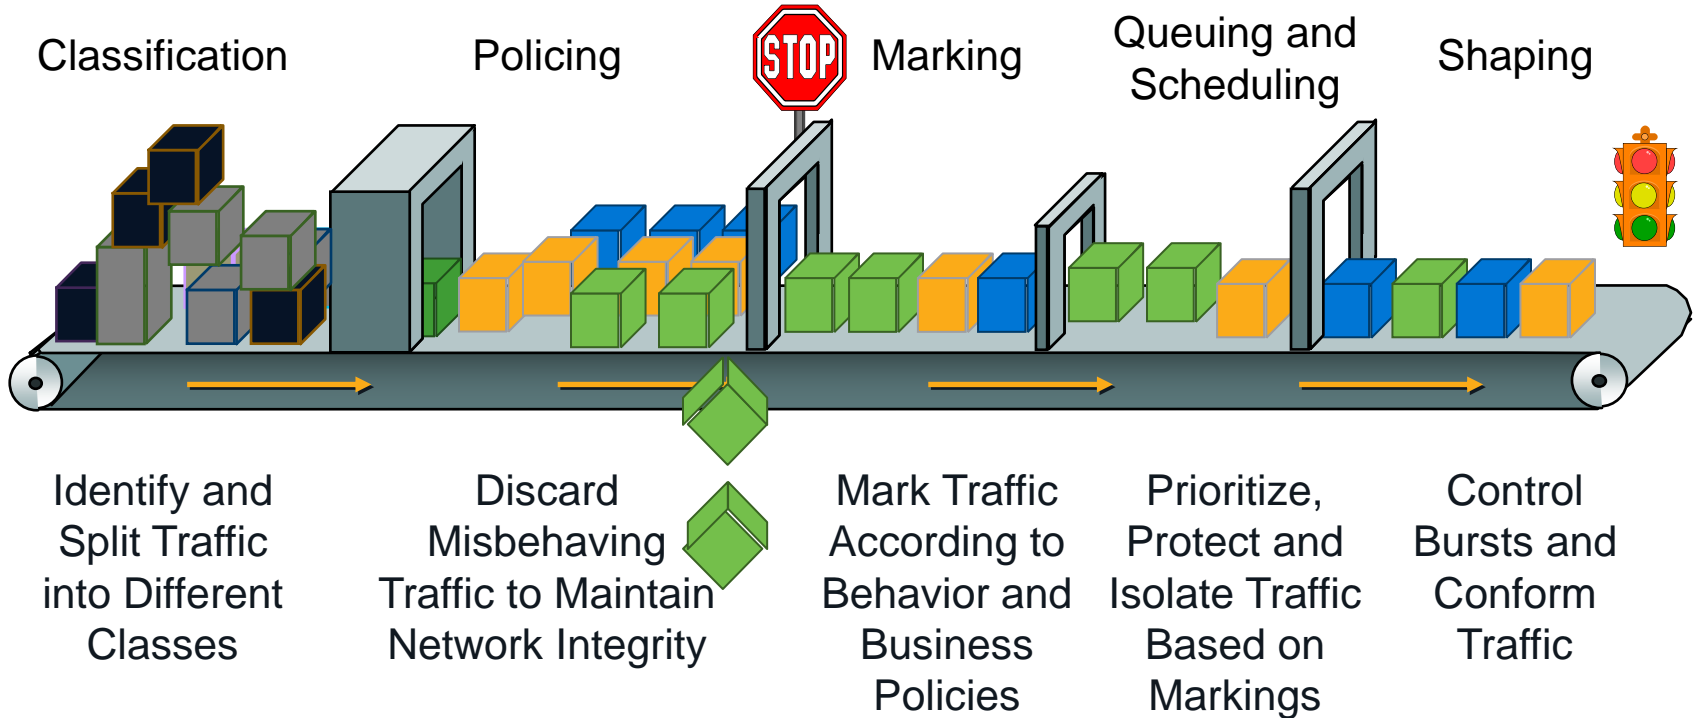 Classification
Policing
STOP
Marking
Queuing and
Scheduling
Shaping
Identify and
Split Traffic
into Different
Classes
Discard
Misbehaving
Traffic to Maintain
Network Integrity
Mark Traffic
According to
Behavior and
Business
Policies
Prioritize,
Protect and
Isolate Traffic
Based on
Markings
Control
Bursts and
Conform
Traffic